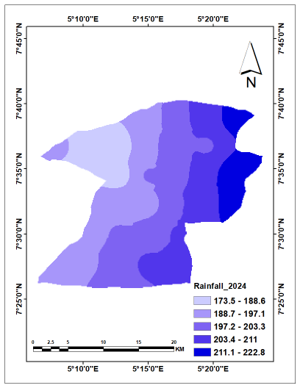 5°10'0"E 5°15'0"E 5°20'0"E
7°45'0"N 7°45'0"N
N
7°40'0"N 7°40'0"N
7°35'0"N 7°35'0"N
7°30'0"N 7°30'0"N
7°25'0"N 7°25'0"N
Rainfall_2024
173.5 - 188.6
188.7 - 197.1
197.2 - 203.3
203.4 - 211
211.1 - 222.8
0 2.5 5 10 15 20
KM
5°10'0"E 5°15'0"E 5°20'0"E